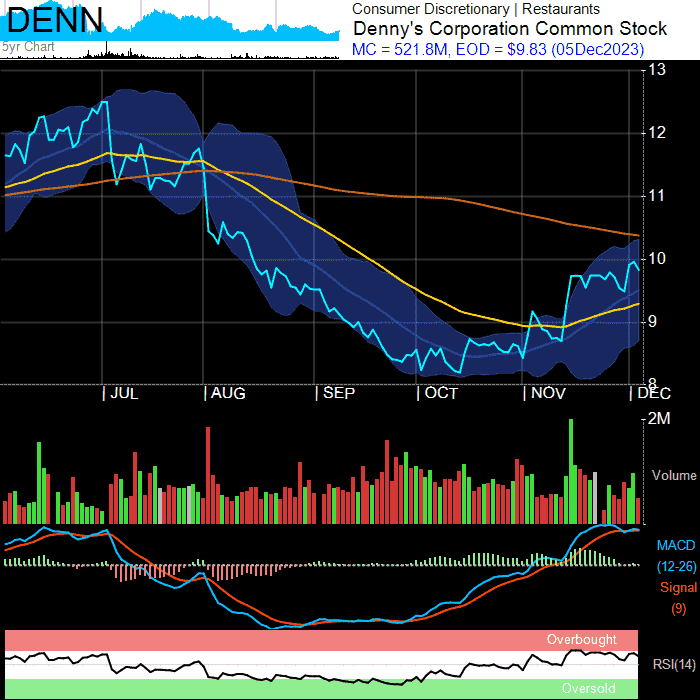 DENN
5yr Chart
Consumer Discretionary | Restaurants
Denny's Corporation Common Stock
MC = 521.8M, EOD = $9.83 (05Dec2023)
13
12
11
10
9
8
JUL AUG SEP OCT NOV DEC
2M
Volume
MACD
(12-26)
Signal
(9)
Overbought
RSI(14)
Oversold